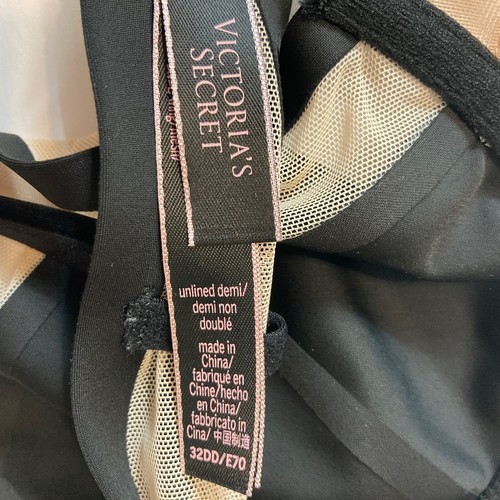 VICTORIA'S
SECRET
unlined demi/
demi non
doublé
made in
China/
fabriqué en
Chine/hecho
en China/
fabbricato in
Cina/ 中国制造
32DD/E70